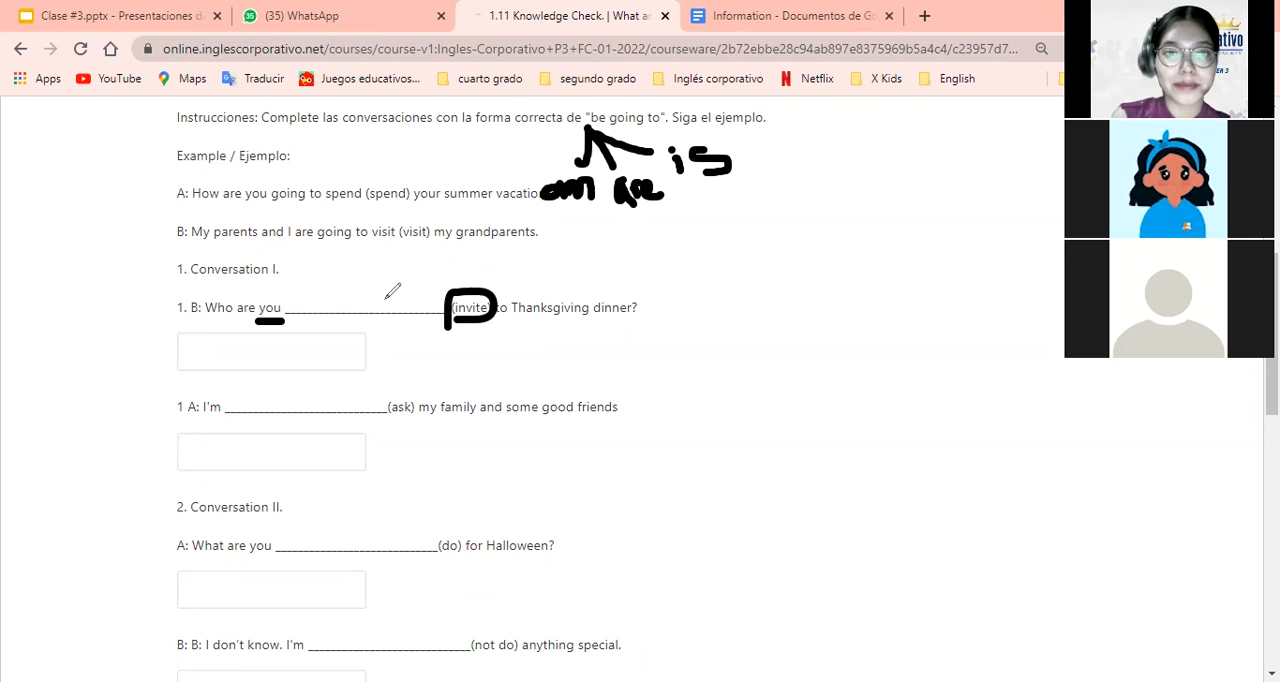 Clase #3.pptx - Presentaciones d
(35) WhatsApp
1.11 Knowledge Check. | What ar
Information - Documentos de Go
online.inglescorporativo.net/courses/course-v1:Ingles-Corporativo+P3+FC-01-2022/courseware/2b72ebbe28c94ab897e8375969b5a4c4/c23957d7...
Apps
YouTube
Maps
Traducir
Juegos educativos...
cuarto grado
segundo grado
Inglés corporativo
Netflix
X Kids
English
Instrucciones: Complete las conversaciones con la forma correcta de "be going to". Siga el ejemplo.
is
am are
Example / Ejemplo:
A: How are you going to spend (spend) your summer vacatio
B: My parents and I are going to visit (visit) my grandparents.
1. Conversation I.
1. B: Who are you ________________________ (invite) to Thanksgiving dinner?
1 A: I'm ________________________(ask) my family and some good friends
2. Conversation II.
A: What are you ________________________(do) for Halloween?
B: B: I don't know. I'm ________________________(not do) anything special.